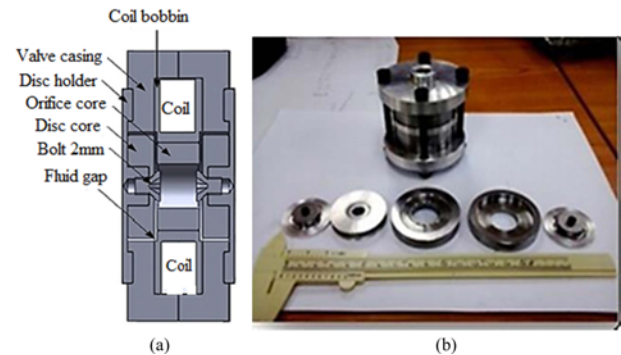 Coil bobbin
Valve casing
Disc holder
Orifice core
Disc core
Bolt 2mm
Fluid gap
Coil
Coil
(a)
(b)